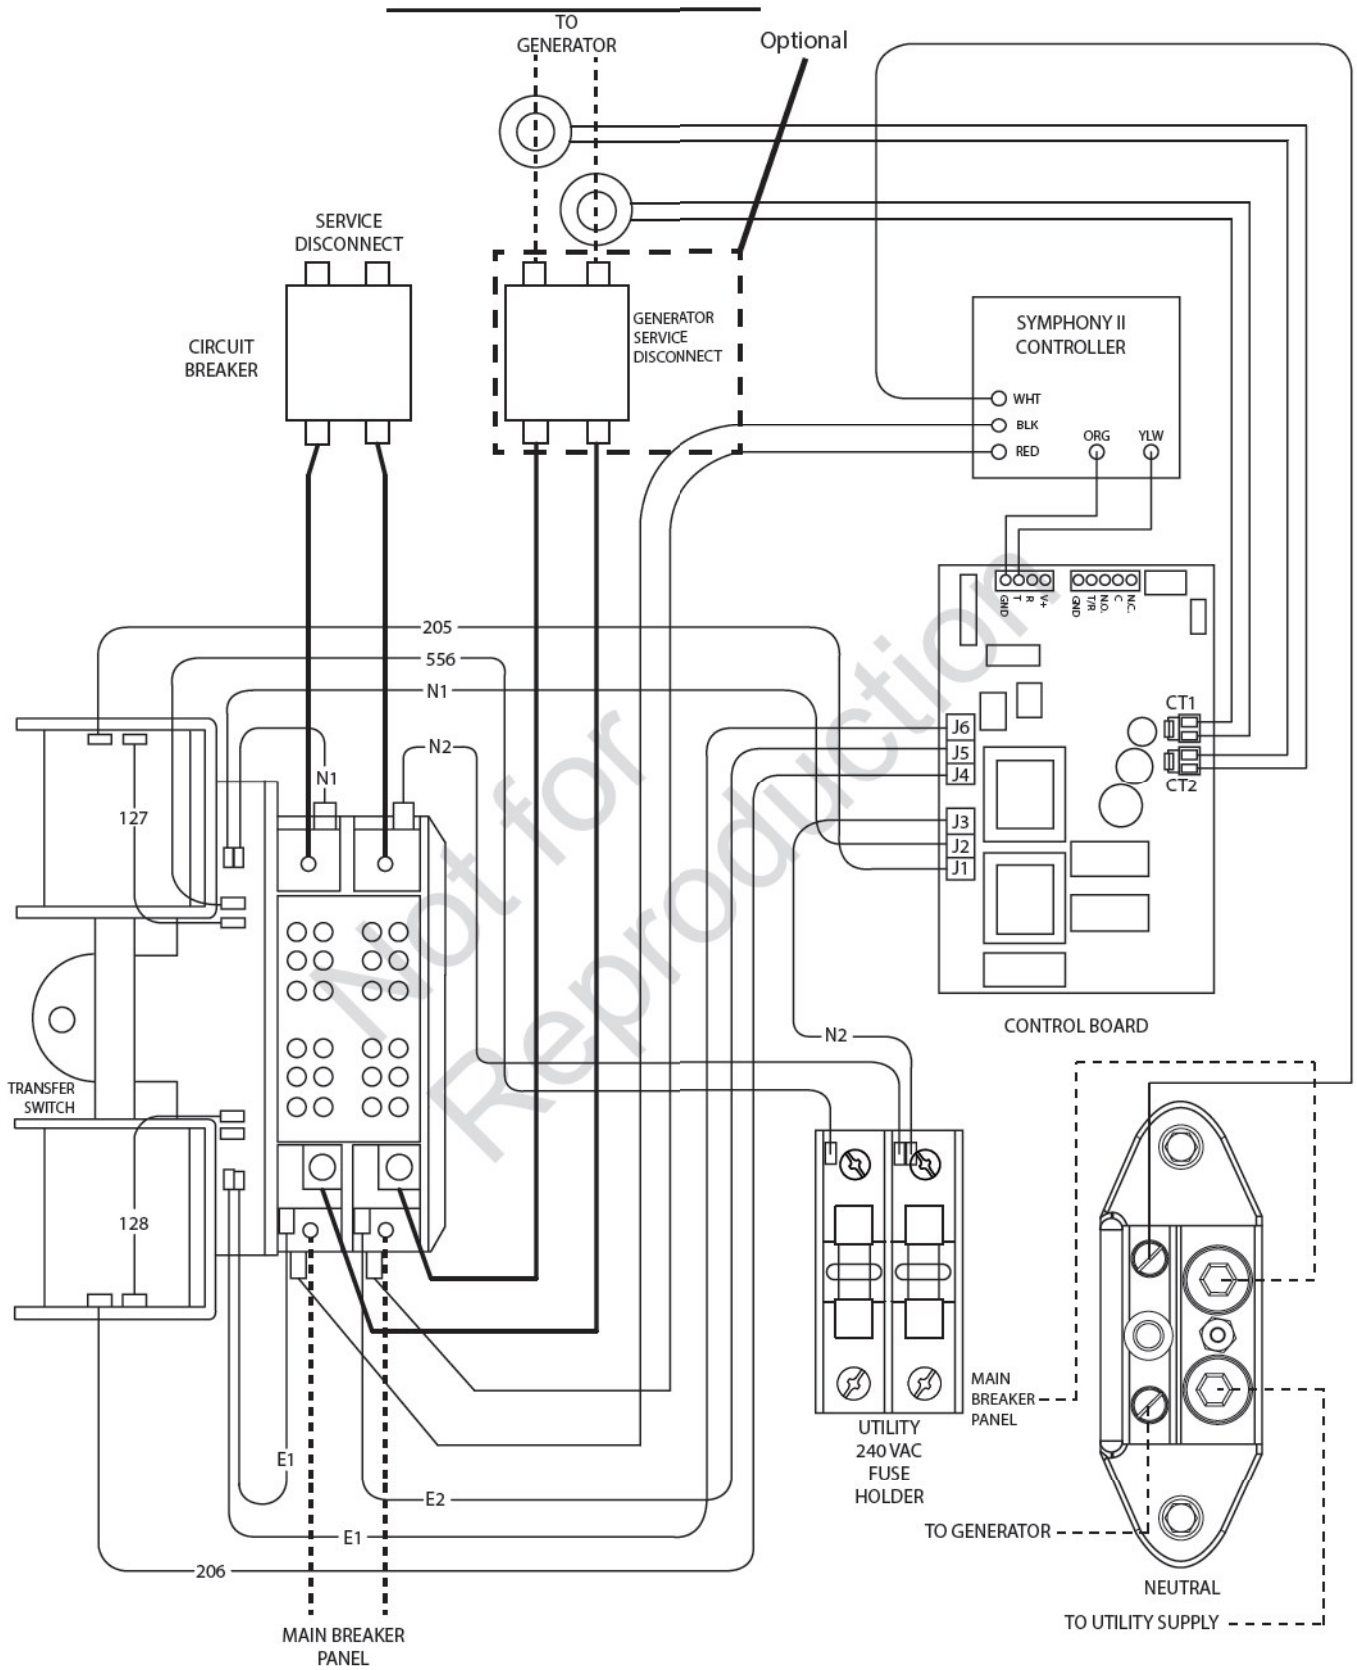 TO
GENERATOR
Optional
SERVICE
DISCONNECT
CIRCUIT
BREAKER
GENERATOR
SERVICE
DISCONNECT
SYMPHONY II
CONTROLLER
WHT
BLK
RED
ORG
YLW
GND
T
R
V+
GND
T/R
N.O.
C
N.C.
205
556
N1
N2
N1
127
J6
J5
J4
J3
J2
J1
CT1
CT2
CONTROL BOARD
N2
TRANSFER
SWITCH
128
E1
E2
E1
206
MAIN BREAKER
PANEL
UTILITY
240 VAC
FUSE
HOLDER
MAIN
BREAKER
PANEL
TO GENERATOR
NEUTRAL
TO UTILITY SUPPLY
Not for
Reproduction